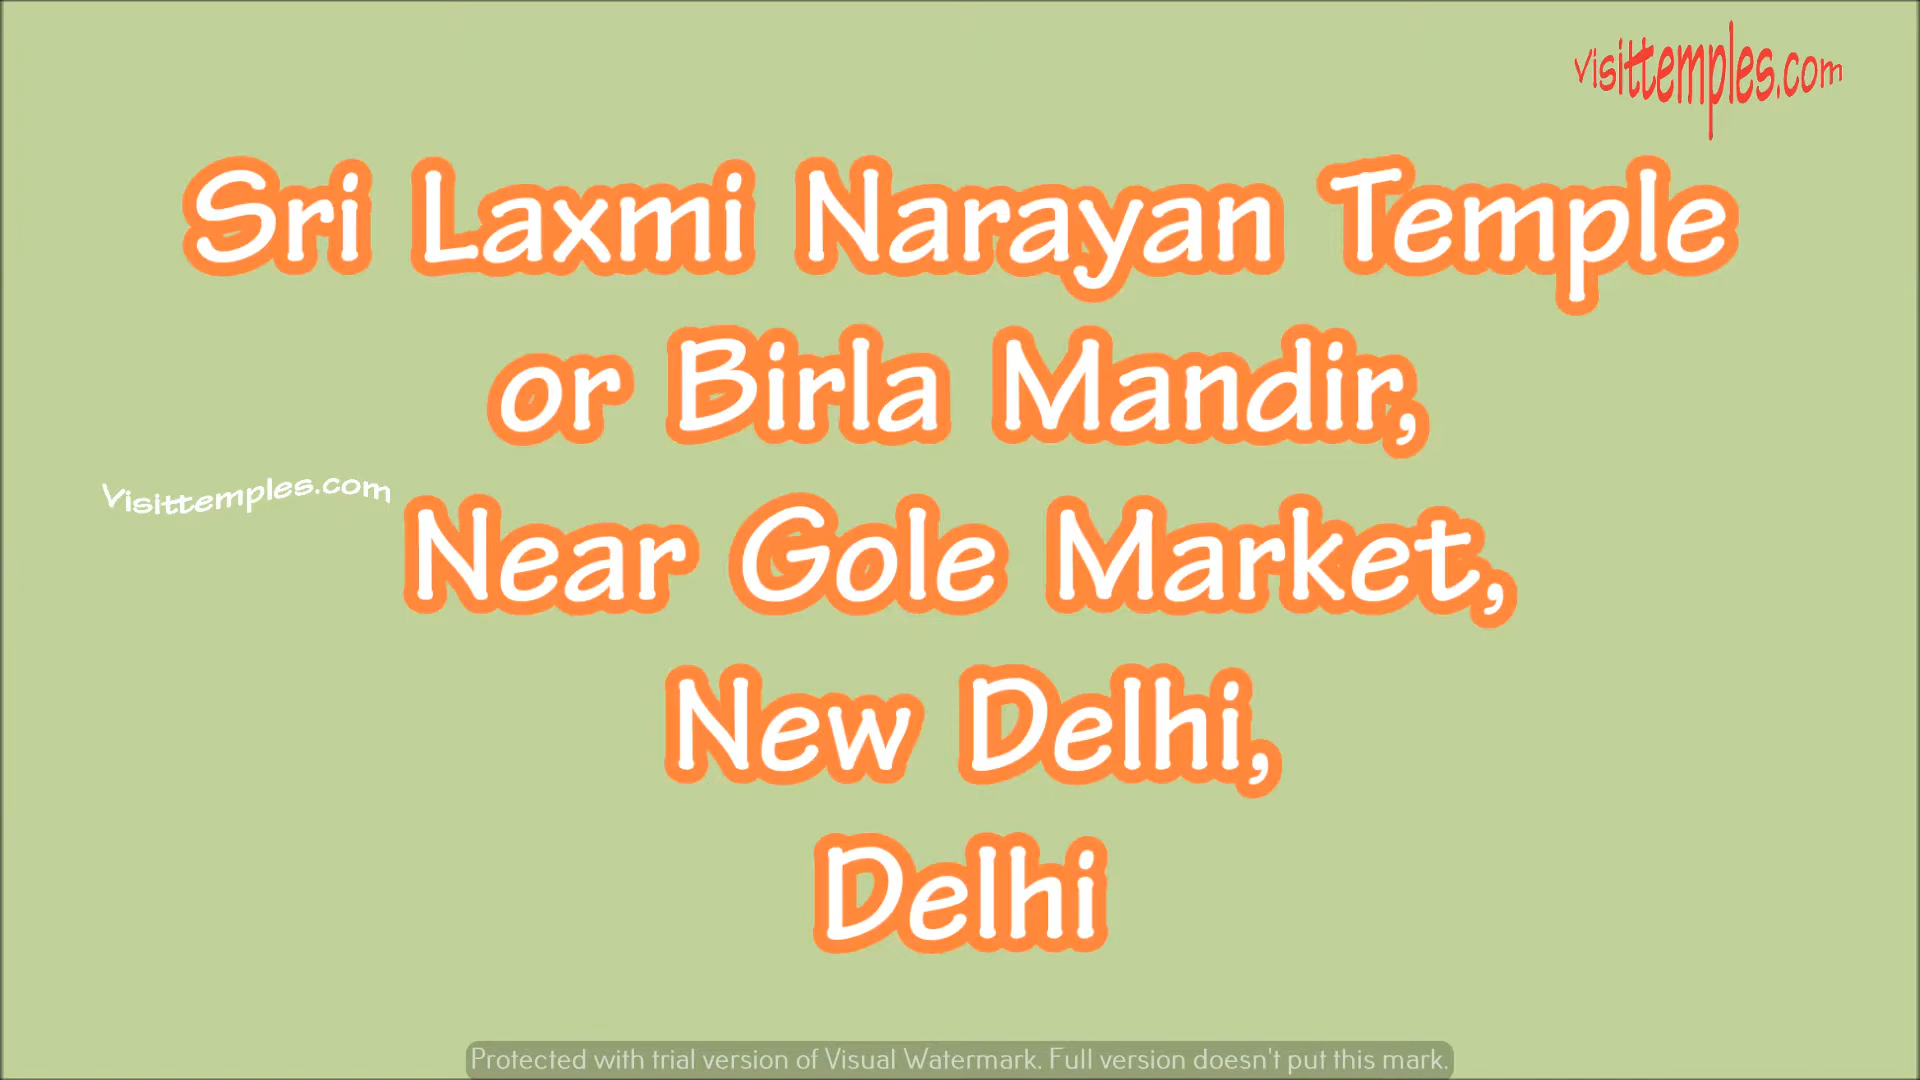 visittemples.com
Sri Laxmi Narayan Temple
or Birla Mandir,
Visittemples.com
Near Gole Market,
New Delhi,
Delhi
Protected with trial version of Visual Watermark. Full version doesn't put this mark.